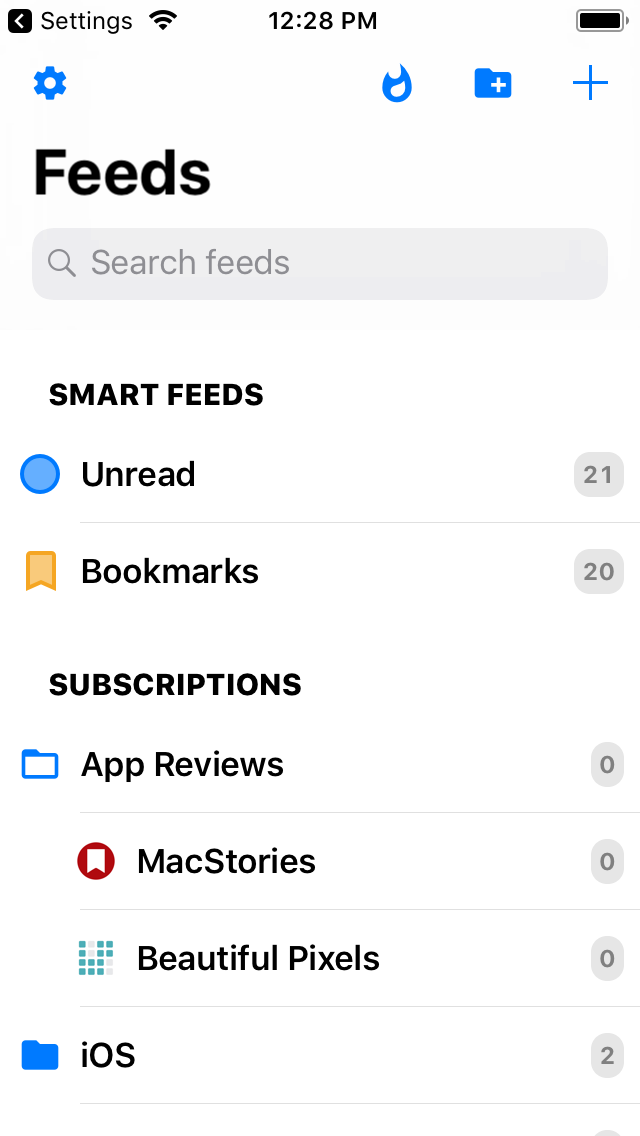 Settings 12:28 PM
Feeds
Search feeds
SMART FEEDS
Unread 21
Bookmarks 20
SUBSCRIPTIONS
App Reviews 0
MacStories 0
Beautiful Pixels 0
iOS 2